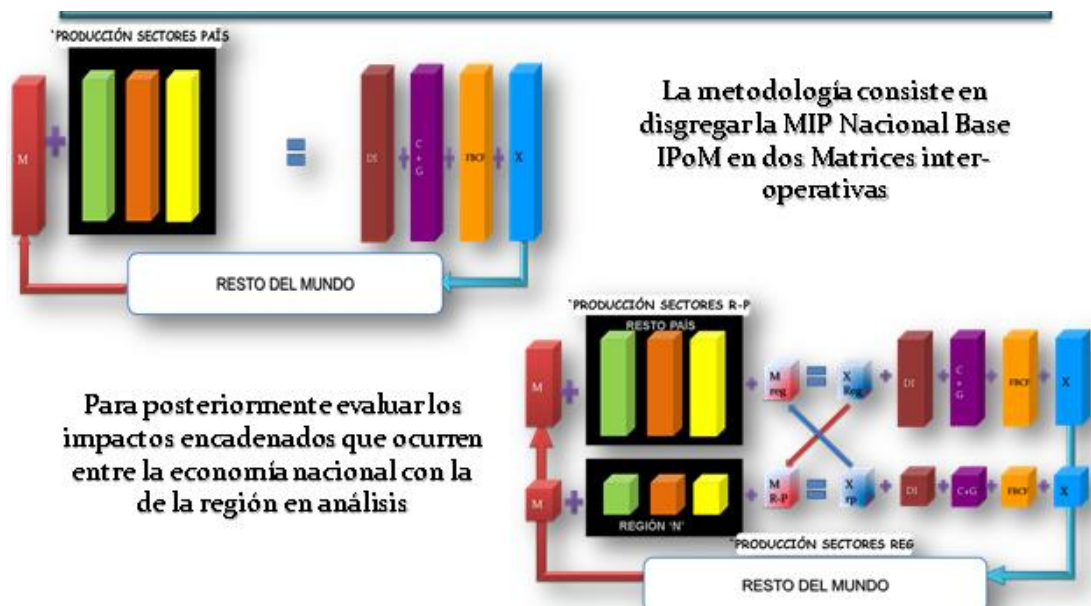 `PRODUCCIÓN SECTORES PAÍS
M
DI
C
+
G
FBCF
X
RESTO DEL MUNDO
La metodología consiste en
disgregar la MIP Nacional Base
IPoM en dos Matrices inter-
operativas
Para posteriormente evaluar los
impactos encadenados que ocurren
entre la economía nacional con la
de la región en análisis
`PRODUCCIÓN SECTORES R-P
RESTO PAÍS
M
M
reg
X
Reg
DI
C
+
G
FBCF
X
M
M
R-P
X
rp
DI
C+G
FBCF
X
REGIÓN 'N'
`PRODUCCIÓN SECTORES REG
RESTO DEL MUNDO